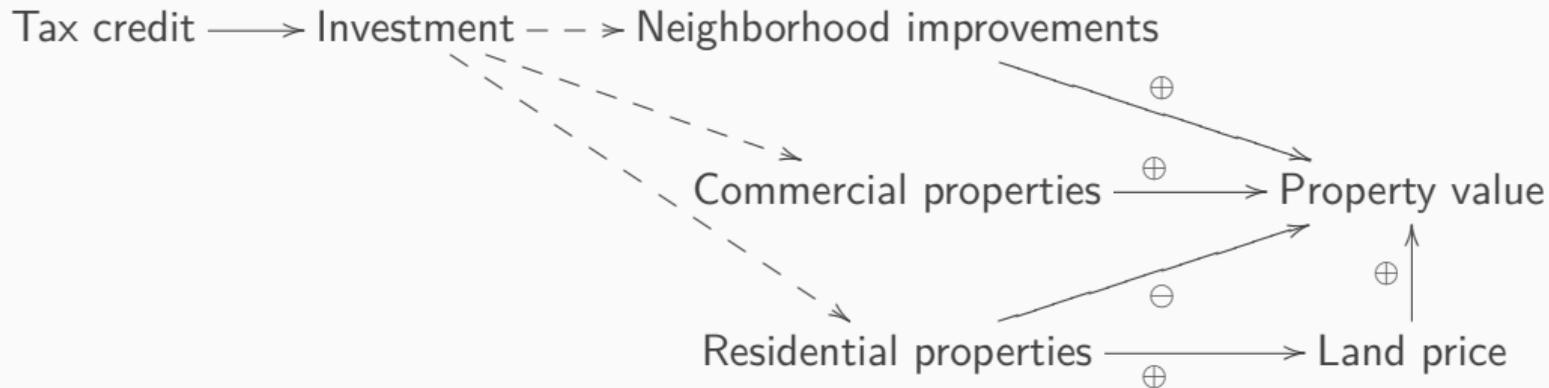 Tax credit Investment Neighborhood improvements
⊕
⊕
Commercial properties Property value
⊕
⊖
Residential properties Land price
⊕